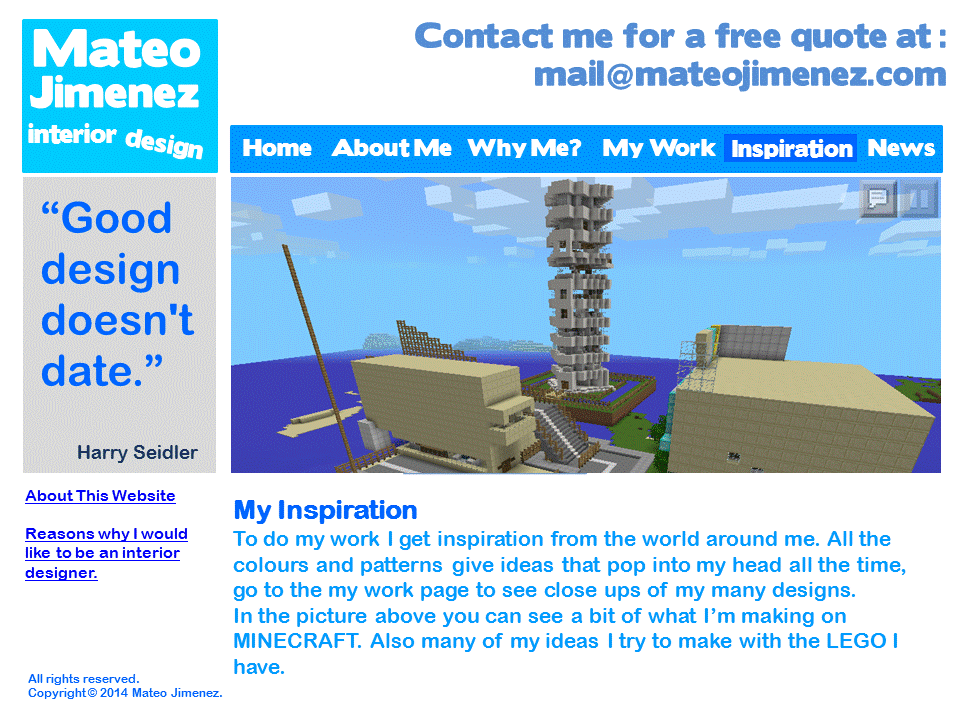 Mateo
Jimenez
interior design
Contact me for a free quote at :
mail@mateojimenez.com
Home About Me Why Me? My Work Inspiration News
“Good
design
doesn't
date.”
Harry Seidler
About This Website
Reasons why I would
like to be an interior
designer.
My Inspiration
To do my work I get inspiration from the world around me. All the
colours and patterns give ideas that pop into my head all the time,
go to the my work page to see close ups of my many designs.
In the picture above you can see a bit of what I’m making on
MINECRAFT. Also many of my ideas I try to make with the LEGO I
have.
All rights reserved.
Copyright © 2014 Mateo Jimenez.